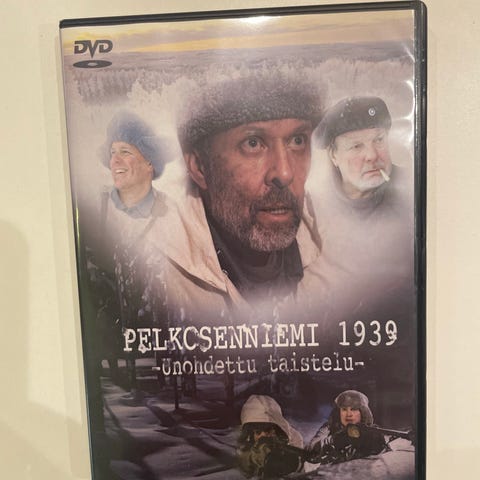 DVD
PELKOSENNIEMI 1939
-Unohdettu taistelu-